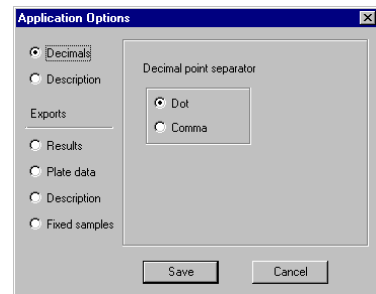 Application Options
Decimals
Description
Exports
Results
Plate data
Description
Fixed samples
Decimal point separator
Dot
Comma
Save
Cancel